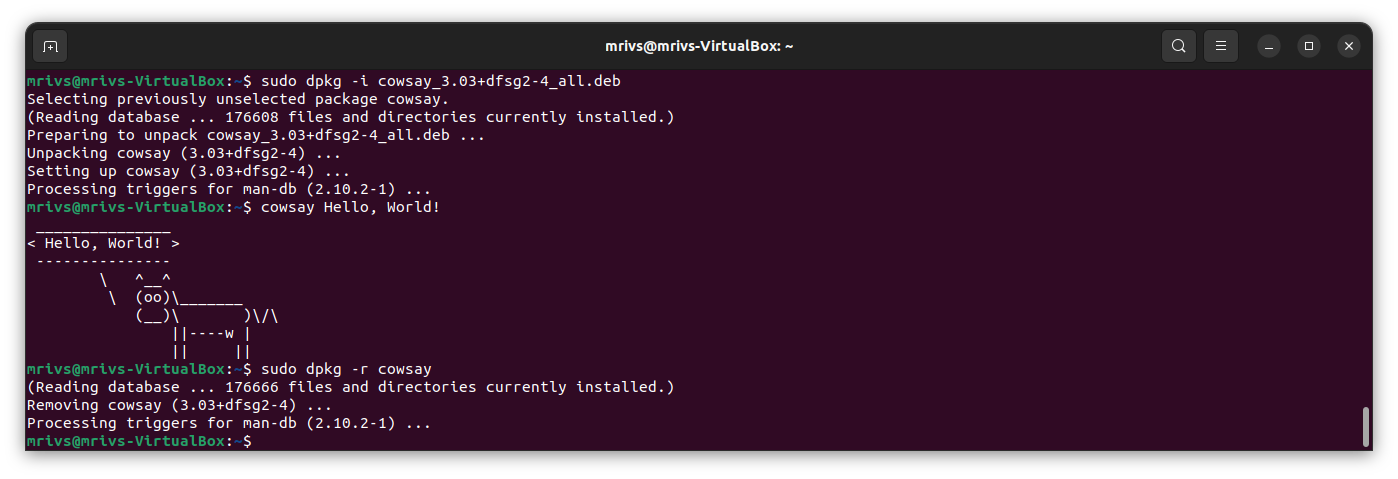 mrivs@mrivs-VirtualBox: ~
mrivs@mrivs-VirtualBox:~$ sudo dpkg -i cowsay_3.03+dfsg2-4_all.deb
Selecting previously unselected package cowsay.
(Reading database ... 176608 files and directories currently installed.)
Preparing to unpack cowsay_3.03+dfsg2-4_all.deb ...
Unpacking cowsay (3.03+dfsg2-4) ...
Setting up cowsay (3.03+dfsg2-4) ...
Processing triggers for man-db (2.10.2-1) ...
mrivs@mrivs-VirtualBox:~$ cowsay Hello, World!
 _______________
< Hello, World! >
 ---------------
        \   ^__^
         \  (oo)\_______
            (__)\       )\/\
                ||----w |
                ||     ||
mrivs@mrivs-VirtualBox:~$ sudo dpkg -r cowsay
(Reading database ... 176666 files and directories currently installed.)
Removing cowsay (3.03+dfsg2-4) ...
Processing triggers for man-db (2.10.2-1) ...
mrivs@mrivs-VirtualBox:~$